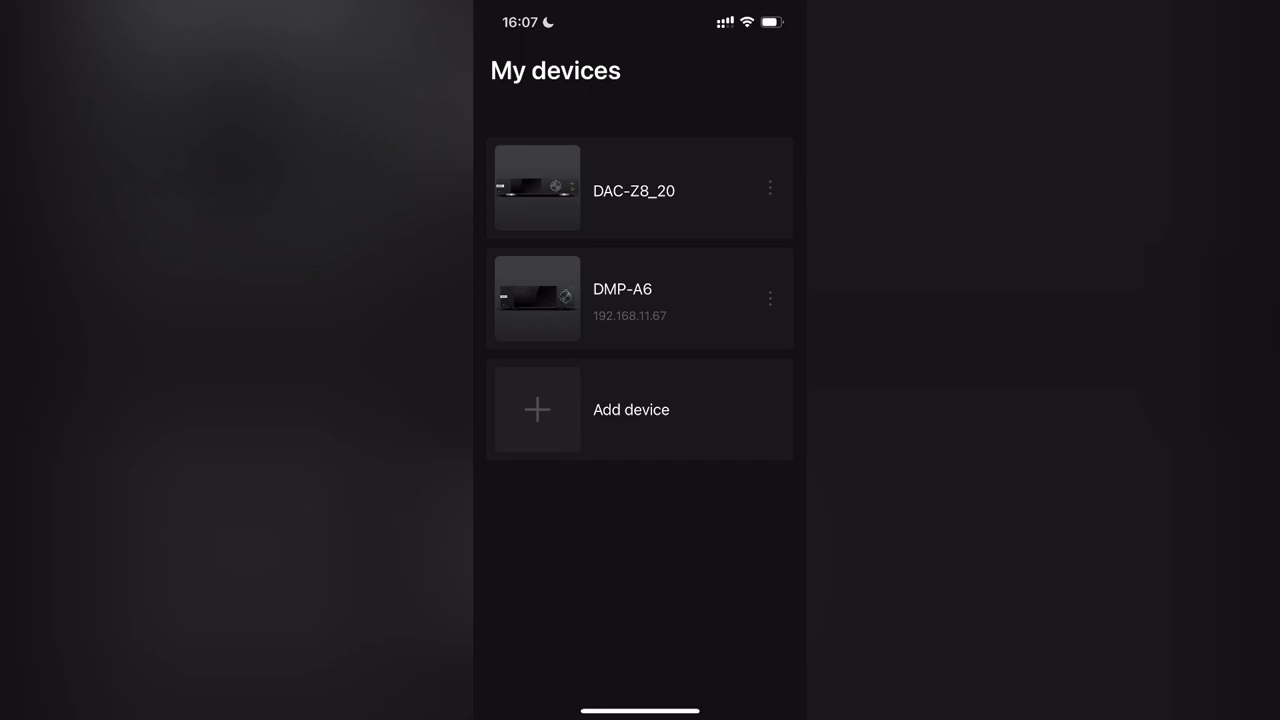 16:07
My devices
DAC-Z8_20
DMP-A6
192.168.11.67
Add device